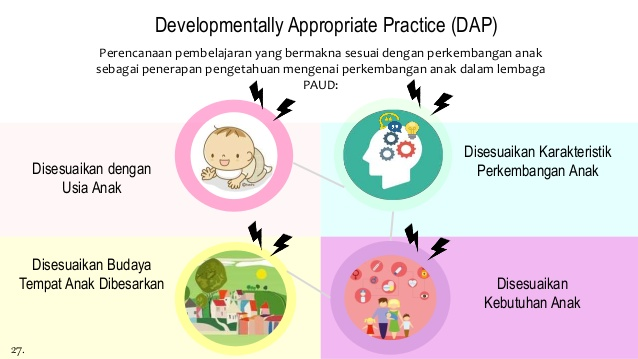 Developmentally Appropriate Practice (DAP)
Perencanaan pembelajaran yang bermakna sesuai dengan perkembangan anak
sebagai penerapan pengetahuan mengenai perkembangan anak dalam lembaga
PAUD:
Disesuaikan dengan
Usia Anak
Disesuaikan Karakteristik
Perkembangan Anak
Disesuaikan Budaya
Tempat Anak Dibesarkan
Disesuaikan
Kebutuhan Anak
27.